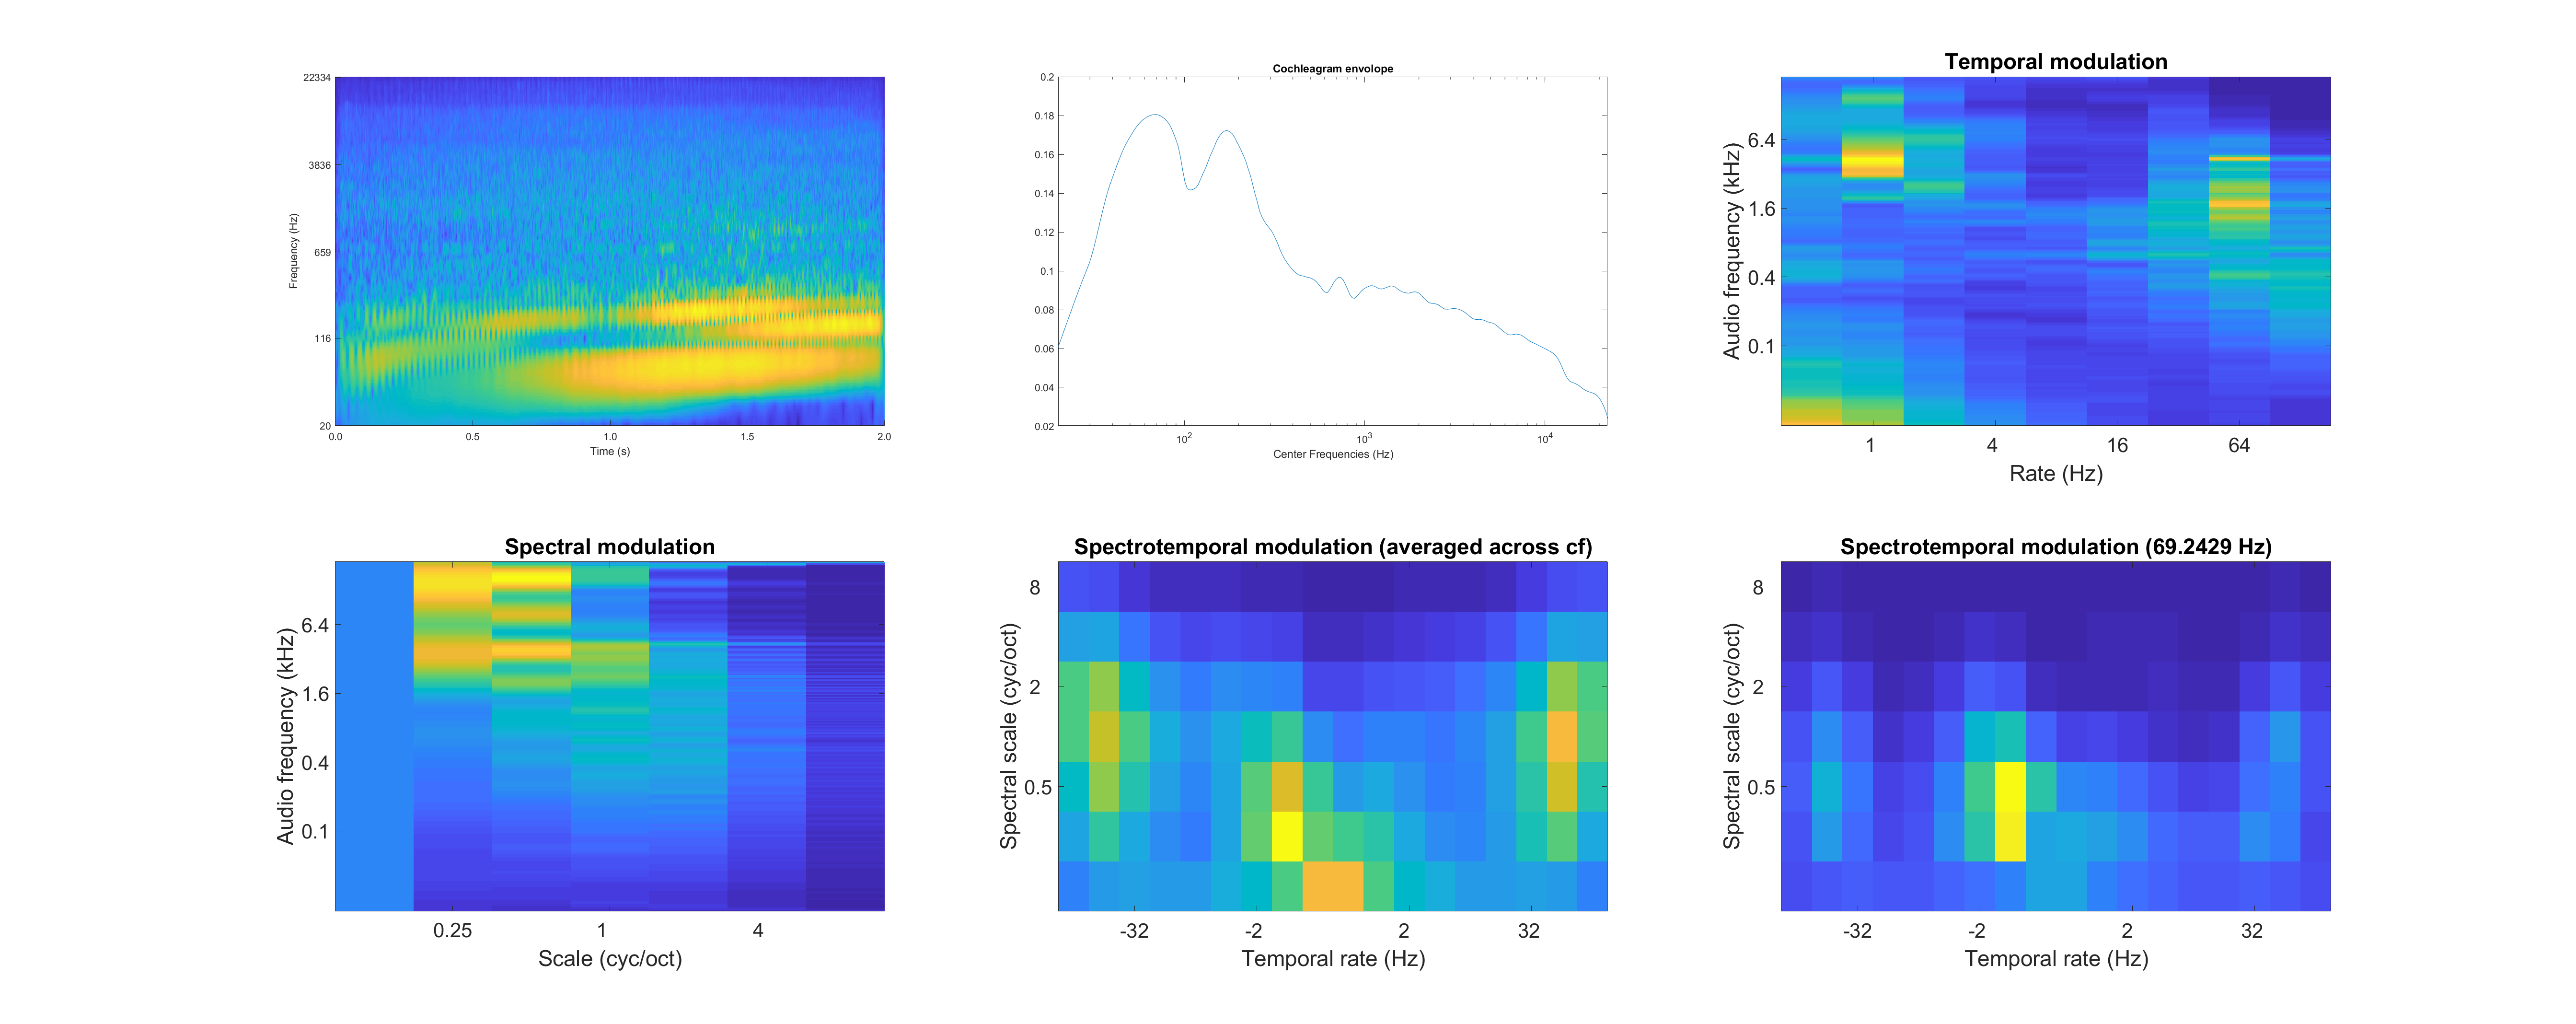 22334
3836
659
116
20
Frequency (Hz)
0.0 0.5 1.0 1.5 2.0
Time (s)
Cochleagram envolope
0.2
0.18
0.16
0.14
0.12
0.1
0.08
0.06
0.04
0.02
10^2 10^3 10^4
Center Frequencies (Hz)
Temporal modulation
Audio frequency (kHz)
6.4
1.6
0.4
0.1
1 4 16 64
Rate (Hz)
Spectral modulation
Audio frequency (kHz)
6.4
1.6
0.4
0.1
0.25 1 4
Scale (cyc/oct)
Spectrotemporal modulation (averaged across cf)
Spectral scale (cyc/oct)
8
2
0.5
-32 -2 2 32
Temporal rate (Hz)
Spectrotemporal modulation (69.2429 Hz)
Spectral scale (cyc/oct)
8
2
0.5
-32 -2 2 32
Temporal rate (Hz)